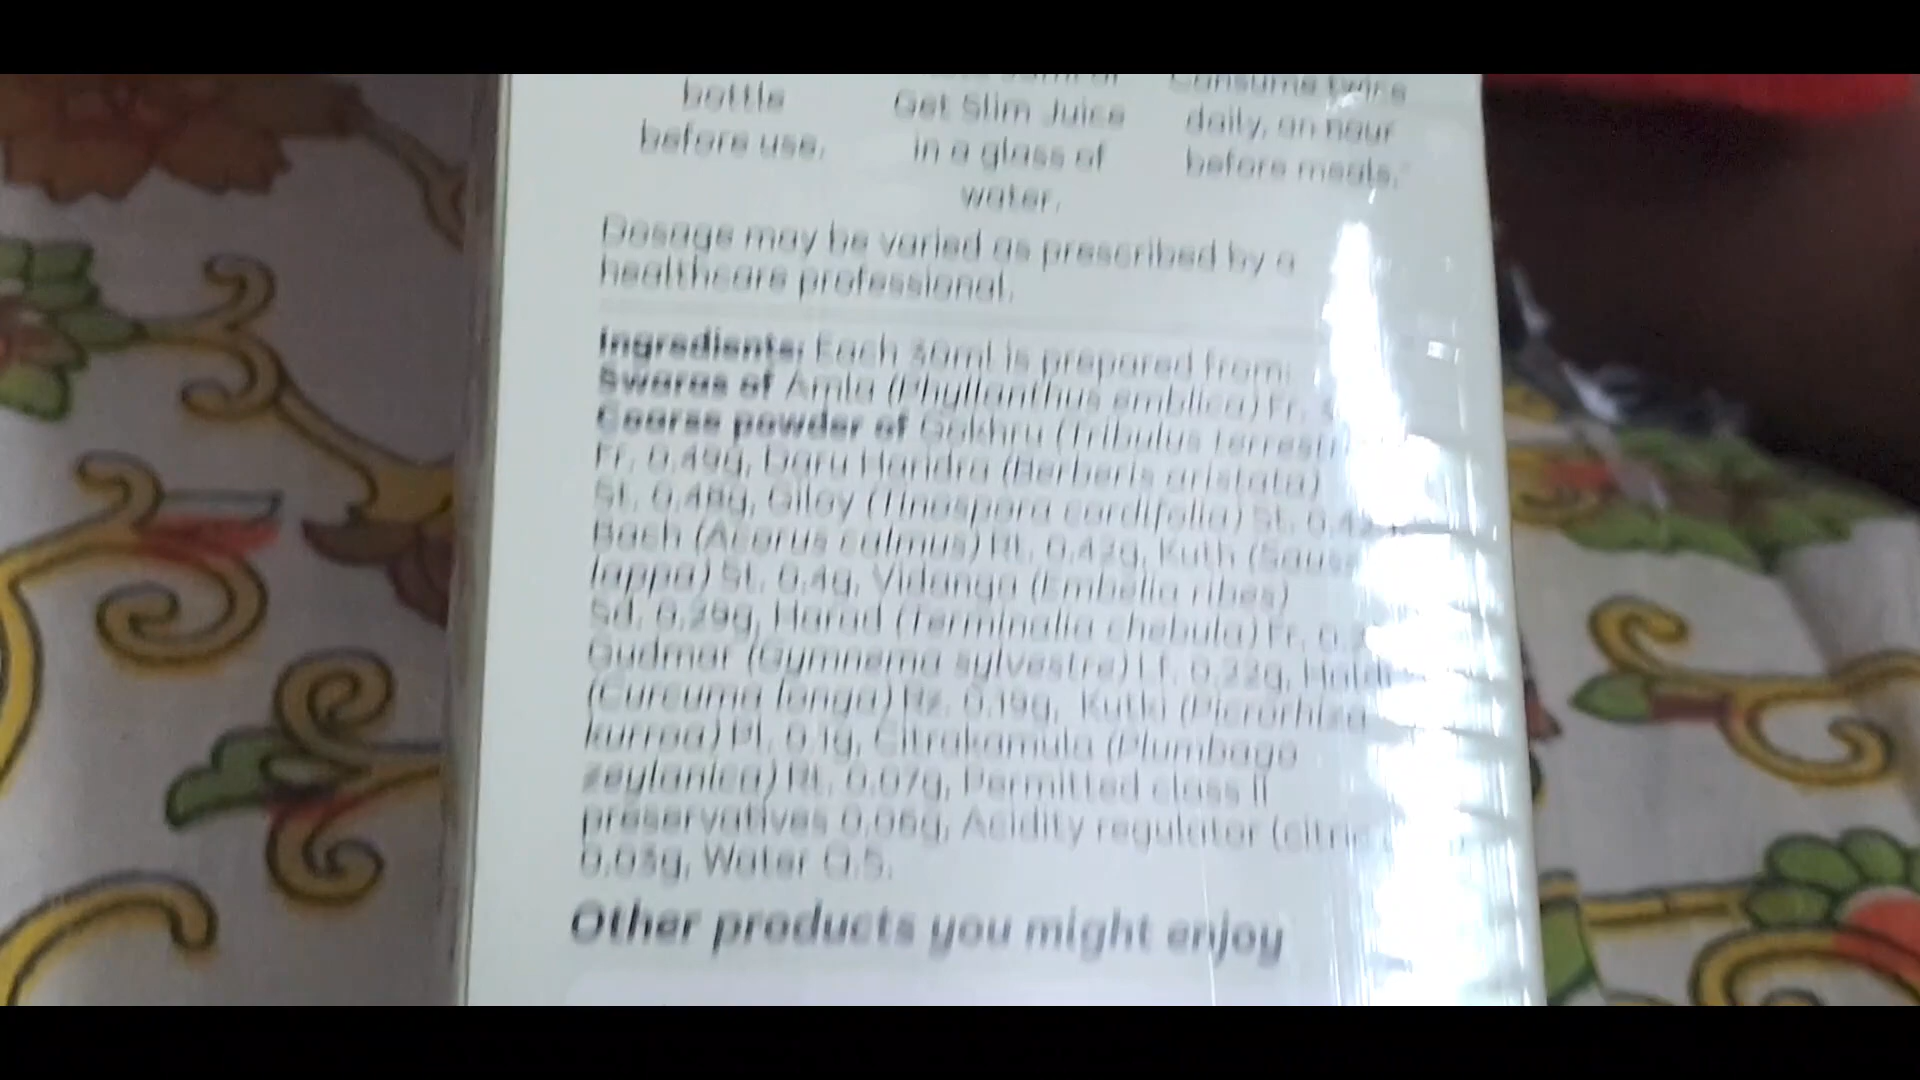 bottle
before use.
Get Slim Juice
in a glass of
water.
Consume twice
daily, an hour
before meals.
Dosage may be varied as prescribed by a
healthcare professional.
Ingredients: Each 30ml is prepared from:
Swaras of Amla (Phyllanthus emblica) Fr.
Coarse powder of Gokhru (Tribulus terrestris
Fr. 0.49g, Daru Haridra (Berberis aristata)
St. 0.48g, Giloy (Tinospora cordifolia) St.
Bach (Acorus calmus) Rt. 0.42g, Kuth
lappa) St. 0.4g, Vidanga (Embelia ribes)
Sd. 0.29g, Harad (Terminalia chebula) Fr.
Gudmar (Gymnema sylvestre) Lf. 0.22g, Haldi
(Curcuma longa) Rz. 0.19g, Kutki (Picrorhiza
kurroa) Pl. 0.1g, Citrakamula (Plumbago
zeylanica) Rt. 0.07g, Permitted class II
preservatives 0.06g, Acidity regulator (citric
0.03g, Water Q.S.
Other products you might enjoy